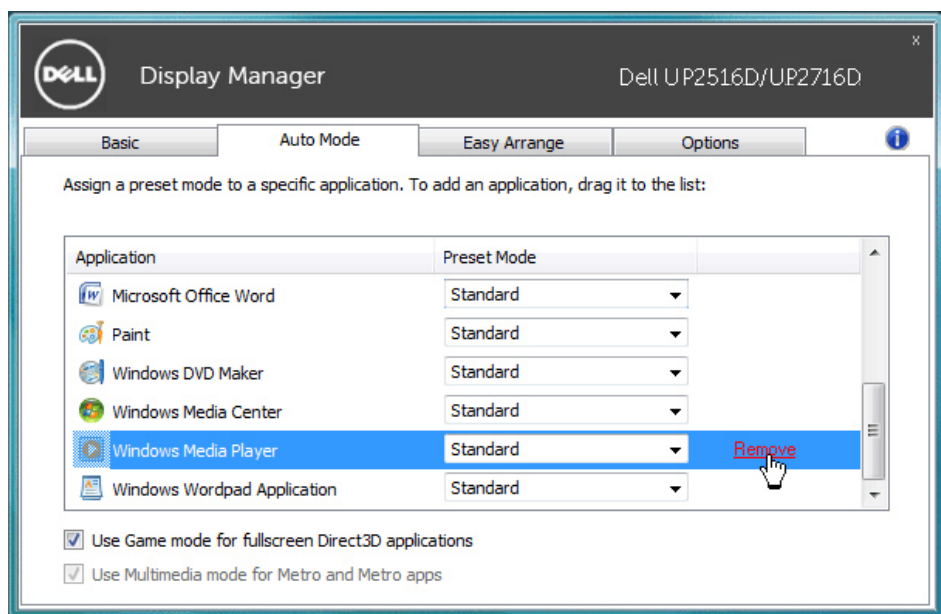 x
DELL Display Manager Dell UP2516D/UP2716D
Basic Auto Mode Easy Arrange Options
Assign a preset mode to a specific application. To add an application, drag it to the list:
Application Preset Mode
Microsoft Office Word Standard
Paint Standard
Windows DVD Maker Standard
Windows Media Center Standard
Windows Media Player Standard Remove
Windows Wordpad Application Standard
Use Game mode for fullscreen Direct3D applications
Use Multimedia mode for Metro and Metro apps